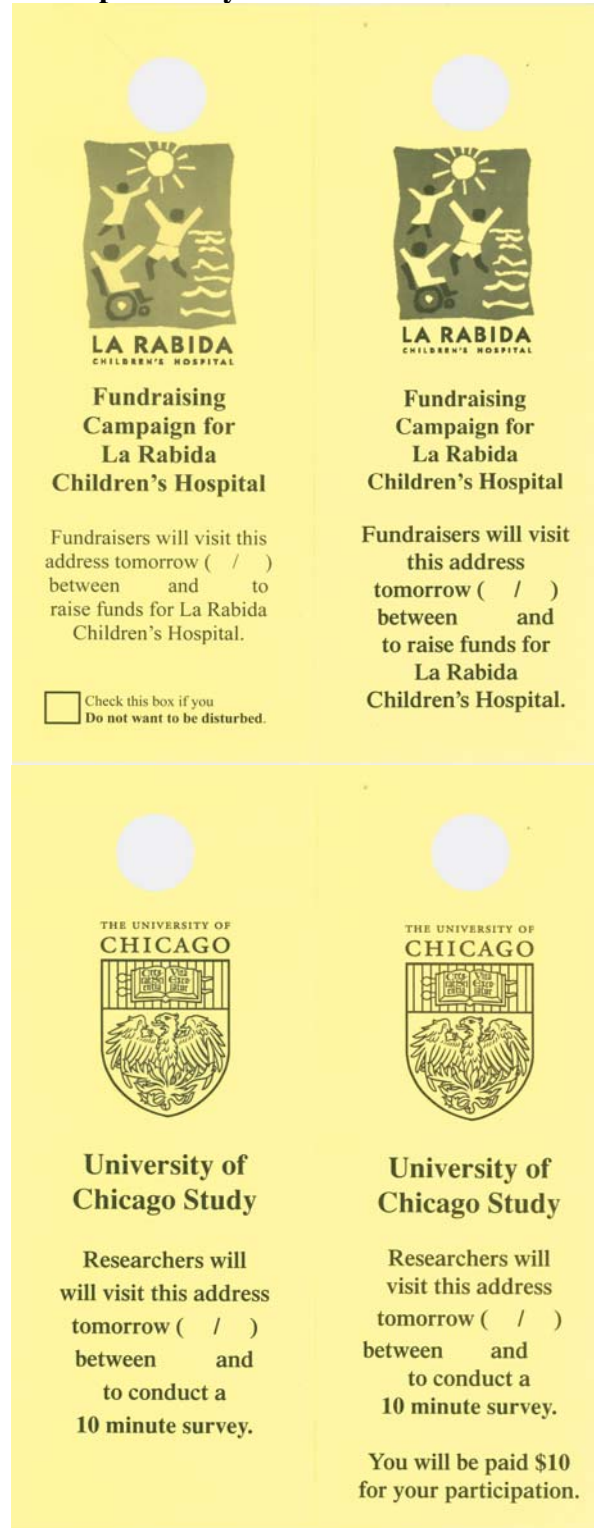 LA RABIDA
CHILDREN'S HOSPITAL
Fundraising
Campaign for
La Rabida
Children's Hospital
Fundraisers will visit this
address tomorrow ( / )
between and to
raise funds for La Rabida
Children's Hospital.
Check this box if you
Do not want to be disturbed.
LA RABIDA
CHILDREN'S HOSPITAL
Fundraising
Campaign for
La Rabida
Children's Hospital
Fundraisers will visit
this address
tomorrow ( / )
between and
to raise funds for
La Rabida
Children's Hospital.
THE UNIVERSITY OF
CHICAGO
University of
Chicago Study
Researchers will
will visit this address
tomorrow ( / )
between and
to conduct a
10 minute survey.
THE UNIVERSITY OF
CHICAGO
University of
Chicago Study
Researchers will
visit this address
tomorrow ( / )
between and
to conduct a
10 minute survey.
You will be paid $10
for your participation.